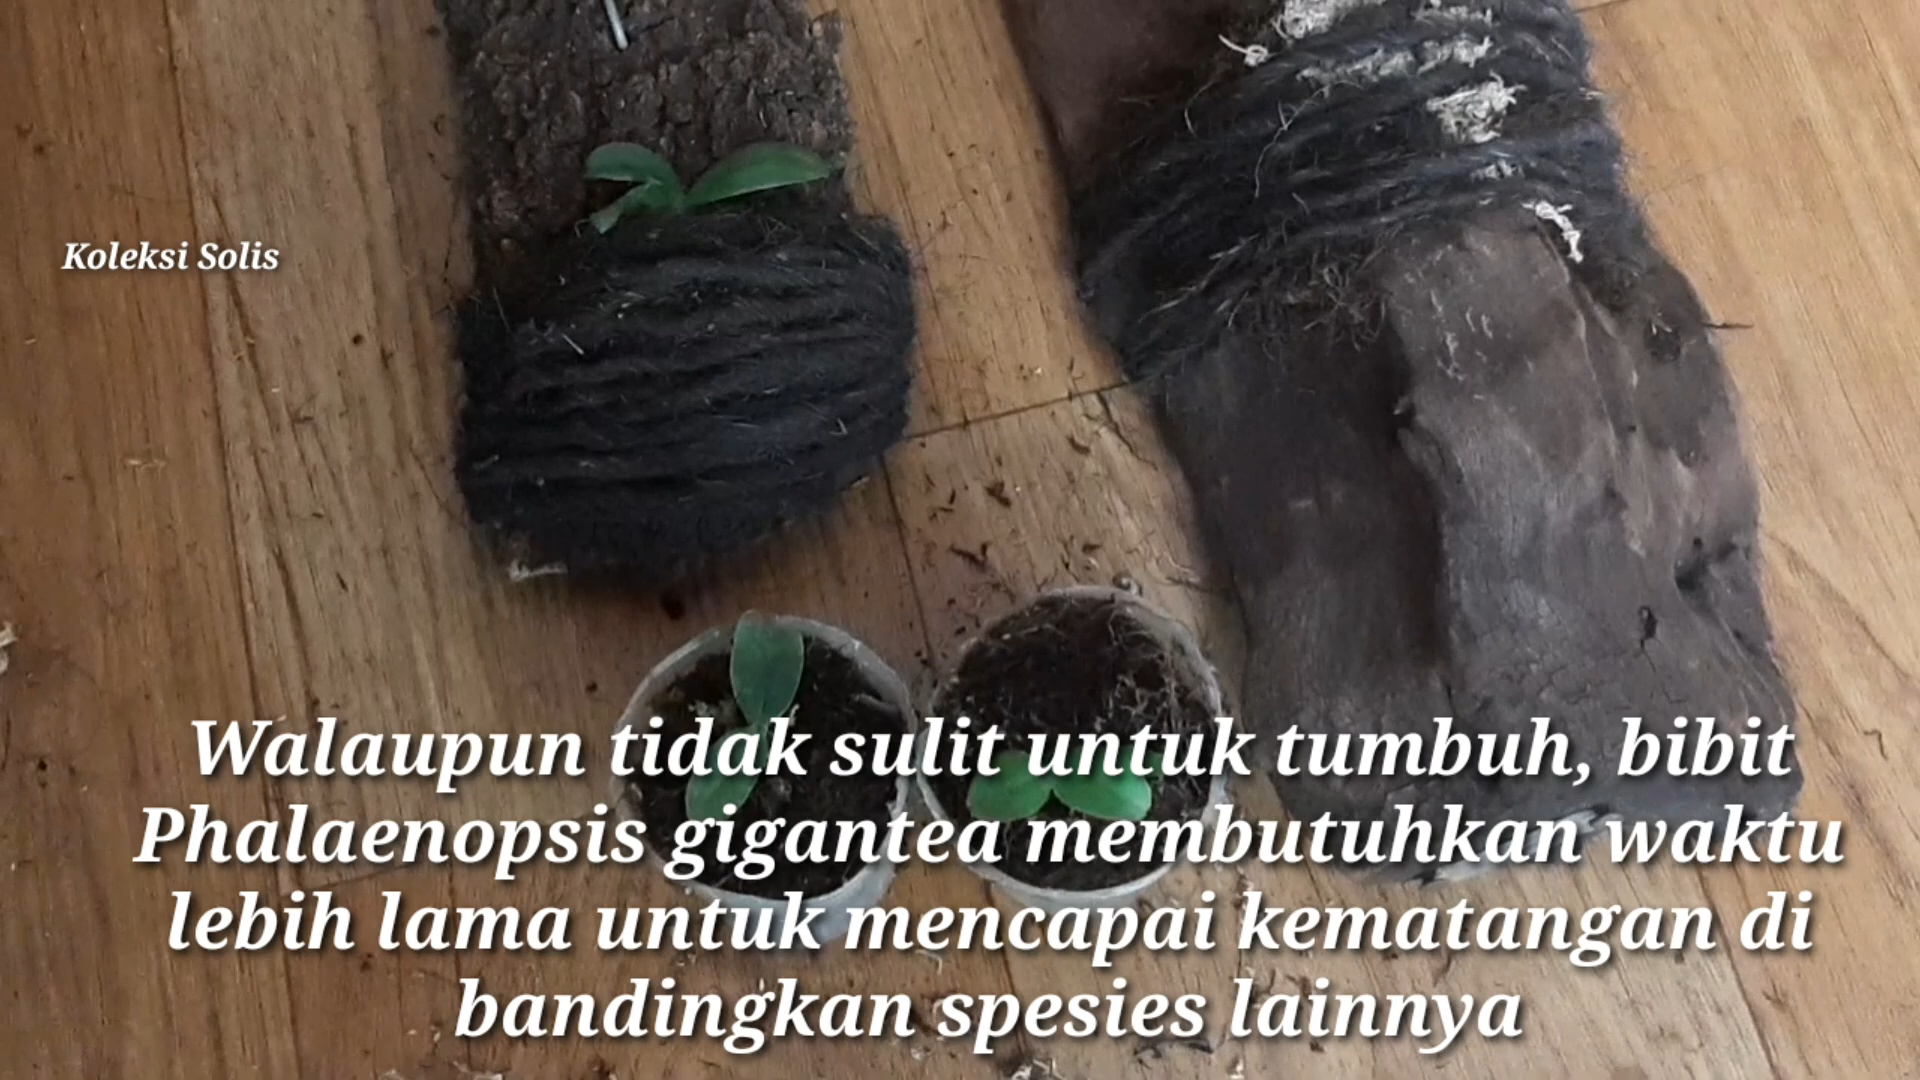 Koleksi Solis
Walaupun tidak sulit untuk tumbuh, bibit
Phalaenopsis gigantea membutuhkan waktu
lebih lama untuk mencapai kematangan di
bandingkan spesies lainnya